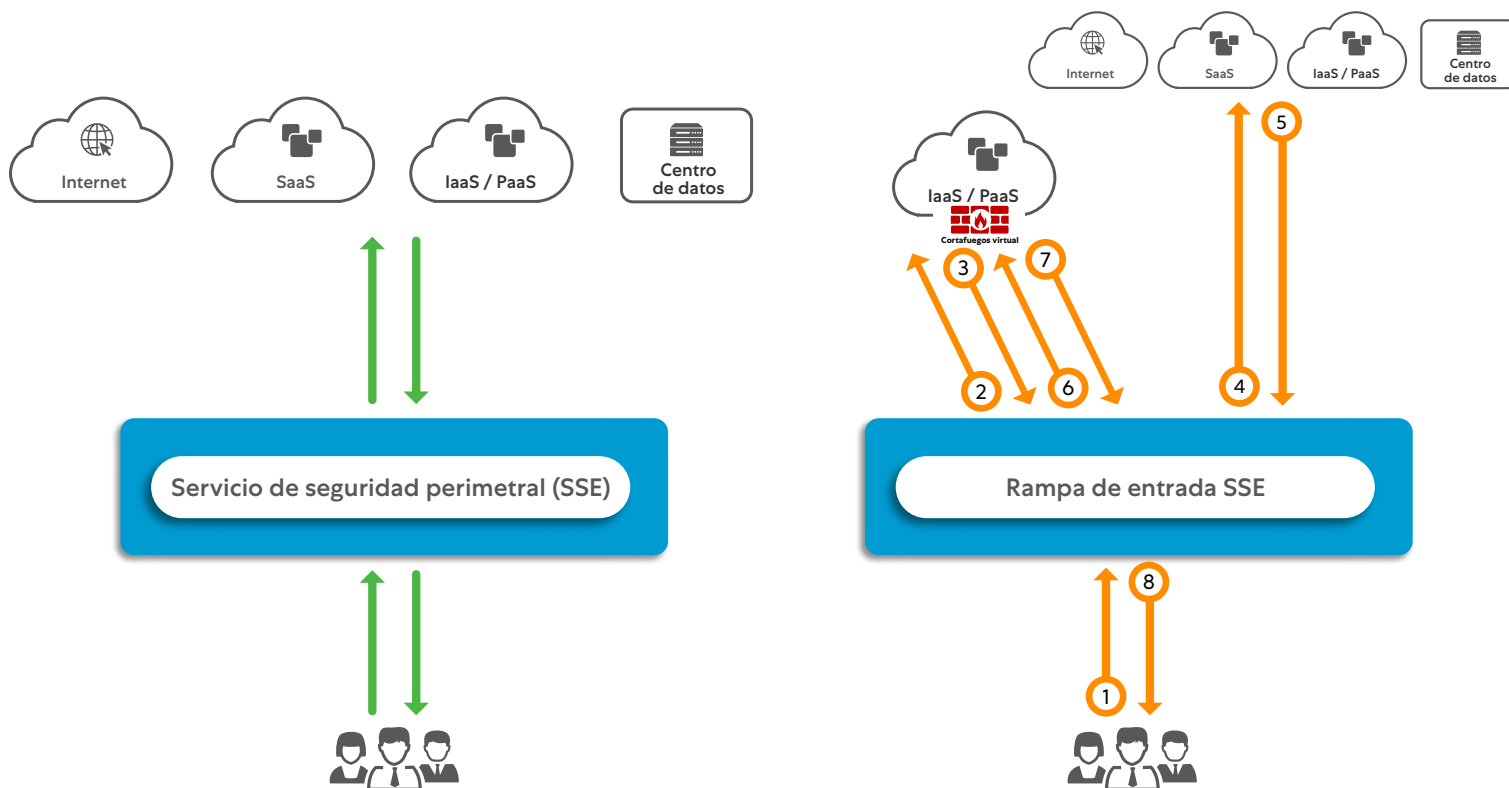 Internet
SaaS
IaaS / PaaS
Centro
de datos
Servicio de seguridad perimetral (SSE)
Internet
SaaS
IaaS / PaaS
Centro
de datos
IaaS / PaaS
Cortafuegos virtual
5
3
7
2
6
4
Rampa de entrada SSE
8
1